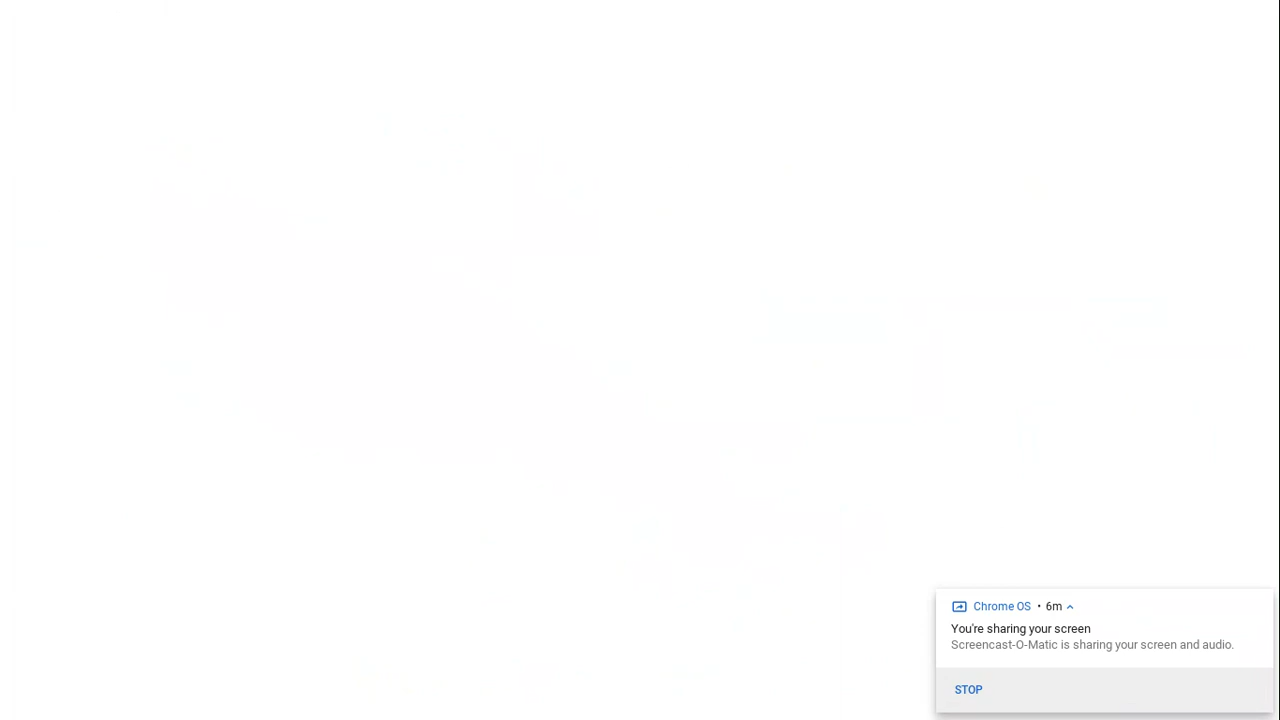 Chrome OS • 6m
You're sharing your screen
Screencast-O-Matic is sharing your screen and audio.
STOP